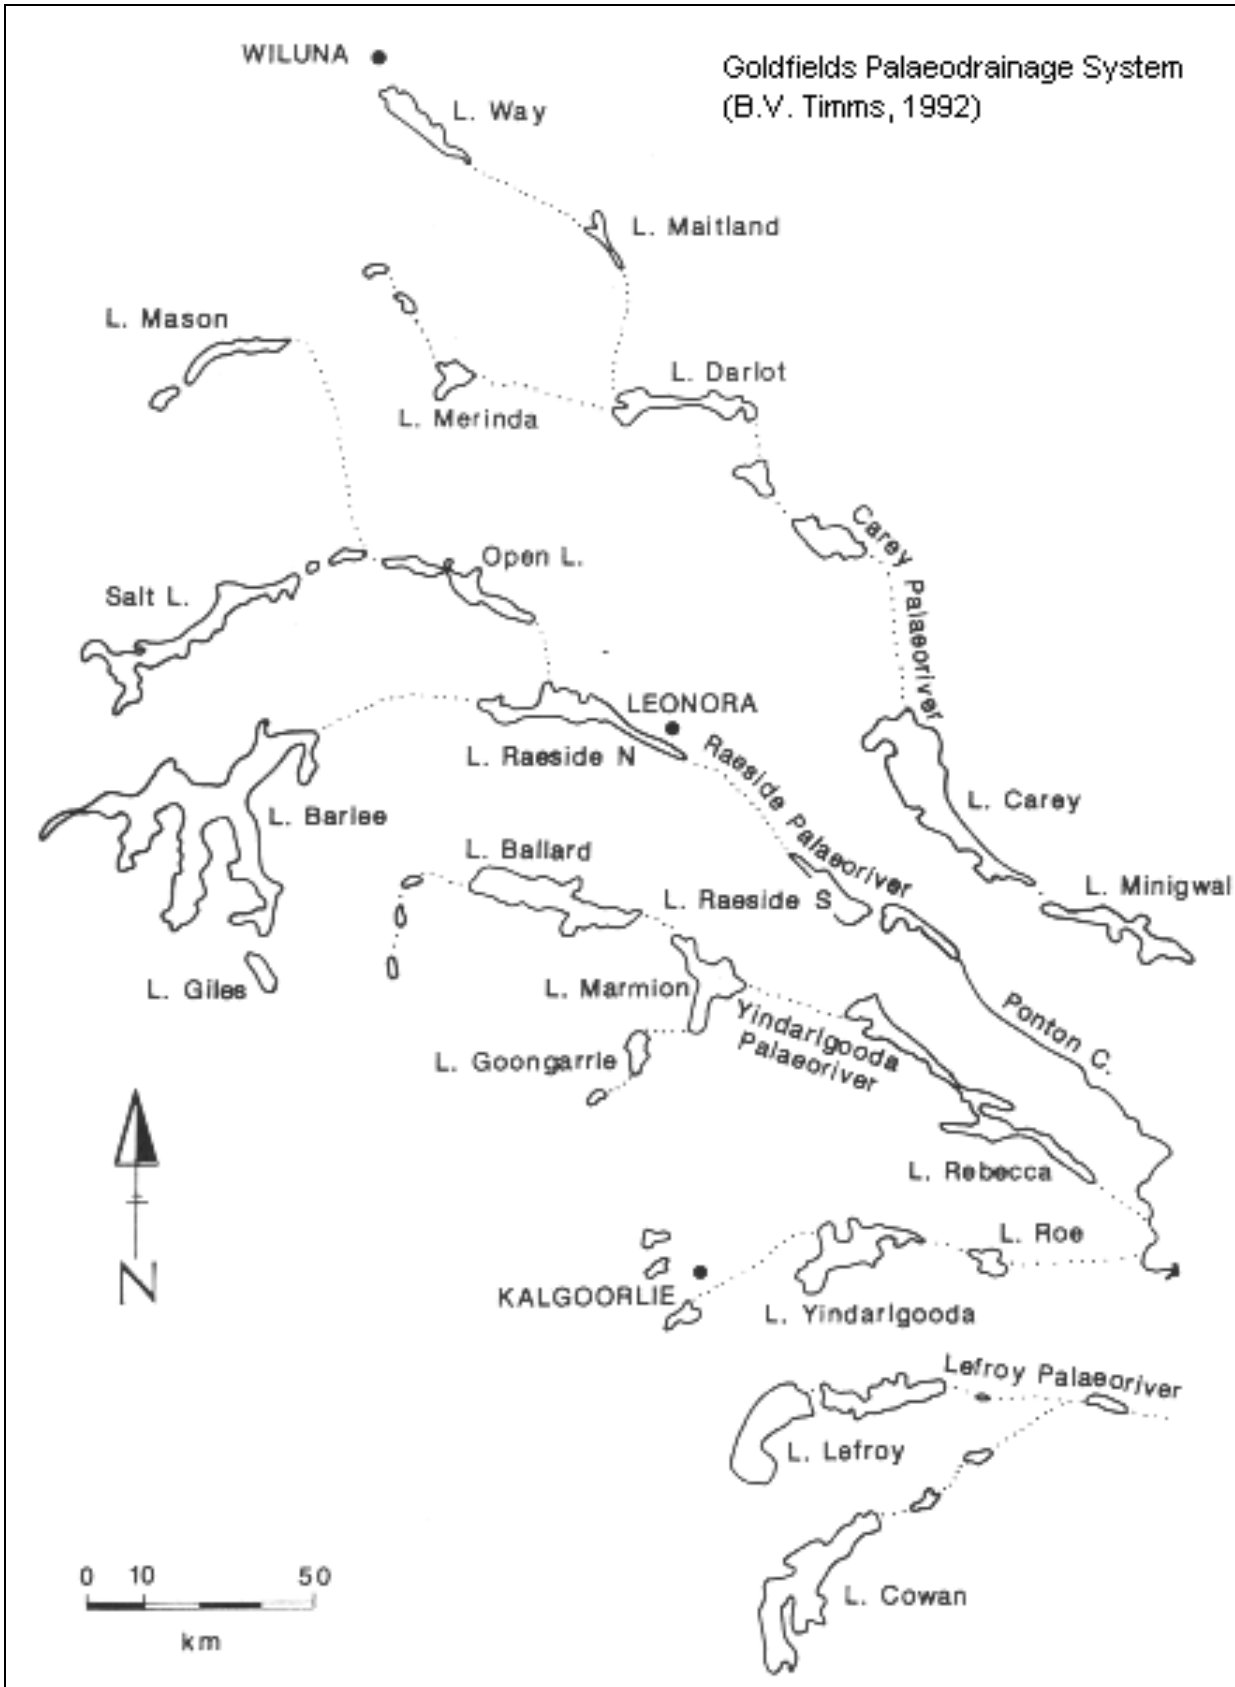 WILUNA
Goldfields Palaeodrainage System
(B.V. Timms, 1992)
L. Way
L. Maitland
L. Mason
L. Darlot
L. Merinda
Carey Palaeoriver
Open L.
Salt L.
LEONORA
L. Raeside N
Raeside Palaeoriver
L. Carey
L. Barlee
L. Ballard
L. Minigwal
L. Raeside S
L. Giles
L. Marmion
Ponton C.
Yindarlgooda
Palaeoriver
L. Goongarrie
L. Rebecca
L. Roe
KALGOORLIE
L. Yindarlgooda
N
Lefroy Palaeoriver
L. Lefroy
0 10 50
km
L. Cowan